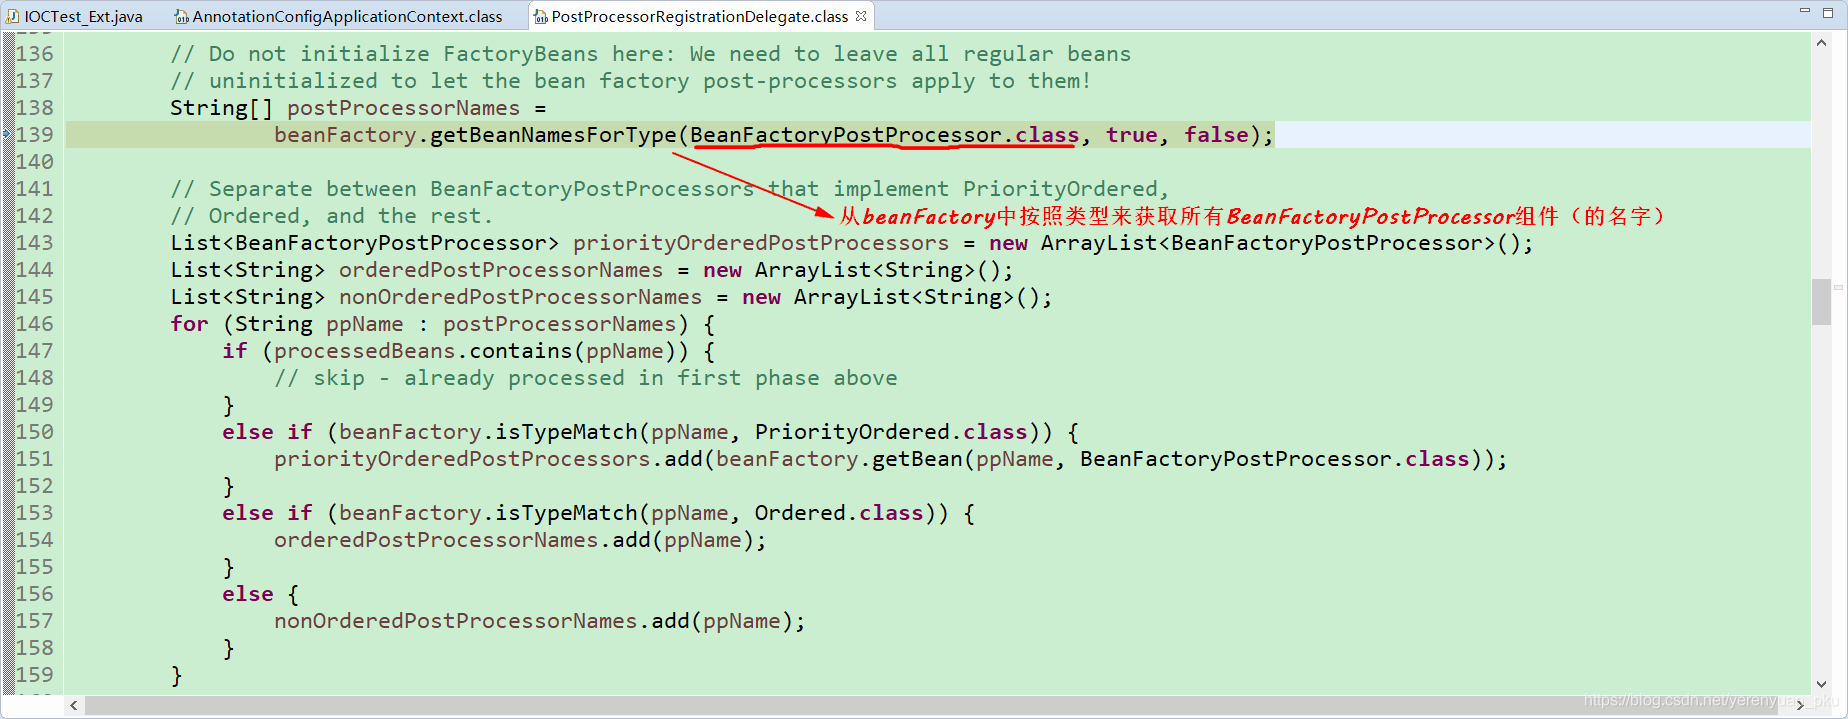 IOCTest_Ext.java AnnotationConfigApplicationContext.class PostProcessorRegistrationDelegate.class
136 // Do not initialize FactoryBeans here: We need to leave all regular beans
137 // uninitialized to let the bean factory post-processors apply to them!
138 String[] postProcessorNames =
139 beanFactory.getBeanNamesForType(BeanFactoryPostProcessor.class, true, false);
140
141 // Separate between BeanFactoryPostProcessors that implement PriorityOrdered,
142 // Ordered, and the rest.
从beanFactory中按照类型来获取所有BeanFactoryPostProcessor组件（的名字）
143 List<BeanFactoryPostProcessor> priorityOrderedPostProcessors = new ArrayList<BeanFactoryPostProcessor>();
144 List<String> orderedPostProcessorNames = new ArrayList<String>();
145 List<String> nonOrderedPostProcessorNames = new ArrayList<String>();
146 for (String ppName : postProcessorNames) {
147 if (processedBeans.contains(ppName)) {
148 // skip - already processed in first phase above
149 }
150 else if (beanFactory.isTypeMatch(ppName, PriorityOrdered.class)) {
151 priorityOrderedPostProcessors.add(beanFactory.getBean(ppName, BeanFactoryPostProcessor.class));
152 }
153 else if (beanFactory.isTypeMatch(ppName, Ordered.class)) {
154 orderedPostProcessorNames.add(ppName);
155 }
156 else {
157 nonOrderedPostProcessorNames.add(ppName);
158 }
159 }
https://blog.csdn.net/yerenyuan_pku